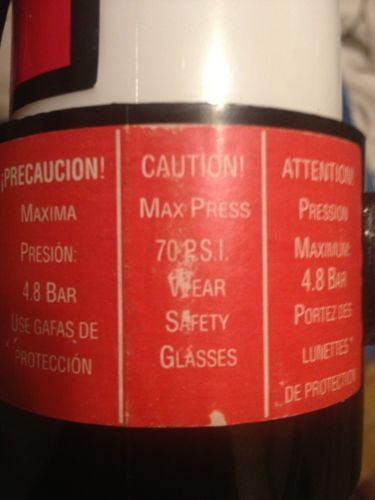 ¡PRECAUCION!
MAXIMA
PRESIÓN:
4.8 BAR
USE GAFAS DE
PROTECCIÓN
CAUTION!
MAX PRESS
70 P.S.I.
WEAR
SAFETY
GLASSES
ATTENTION!
PRESSION
MAXIMUM:
4.8 BAR
PORTEZ DES
LUNETTES
DE PROTECTION